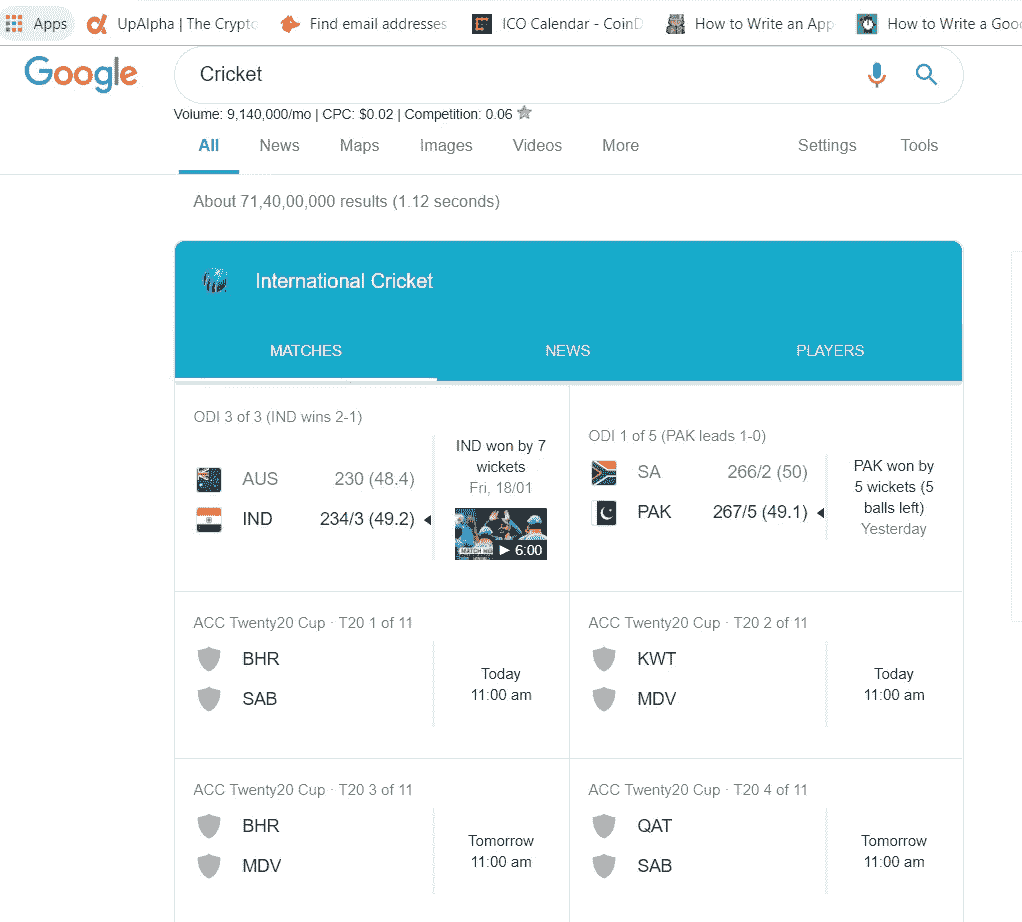 Apps UpAlpha | The Crypto Find email addresses ICO Calendar - CoinD How to Write an App How to Write a Good
Google Cricket
Volume: 9,140,000/mo | CPC: $0.02 | Competition: 0.06
All News Maps Images Videos More Settings Tools
About 71,40,00,000 results (1.12 seconds)
International Cricket
MATCHES NEWS PLAYERS
ODI 3 of 3 (IND wins 2-1)
AUS 230 (48.4)
IND 234/3 (49.2)
IND won by 7
wickets
Fri, 18/01
6:00
ODI 1 of 5 (PAK leads 1-0)
SA 266/2 (50)
PAK 267/5 (49.1)
PAK won by
5 wickets (5
balls left)
Yesterday
ACC Twenty20 Cup · T20 1 of 11
BHR
SAB
Today
11:00 am
ACC Twenty20 Cup · T20 2 of 11
KWT
MDV
Today
11:00 am
ACC Twenty20 Cup · T20 3 of 11
BHR
MDV
Tomorrow
11:00 am
ACC Twenty20 Cup · T20 4 of 11
QAT
SAB
Tomorrow
11:00 am